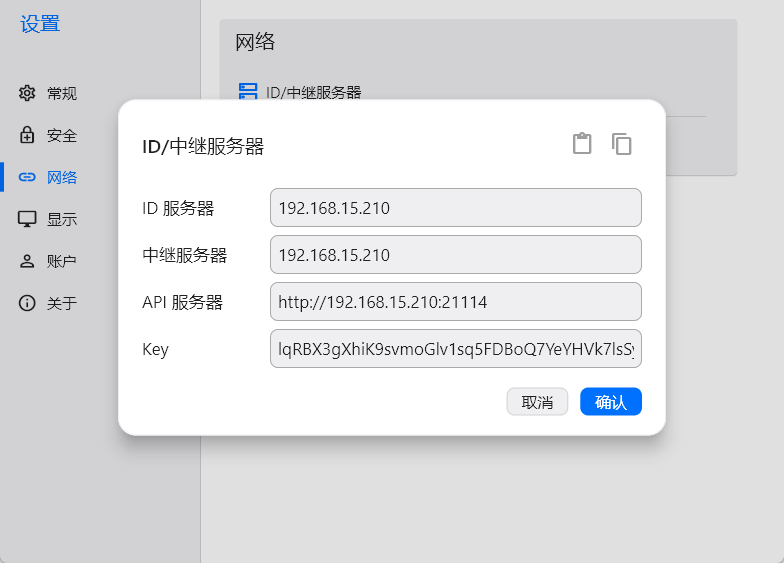 设置
网络
ID/中继服务器
常规
安全
网络
显示
账户
关于
ID/中继服务器
ID 服务器
192.168.15.210
中继服务器
192.168.15.210
API 服务器
http://192.168.15.210:21114
Key
取消
确认